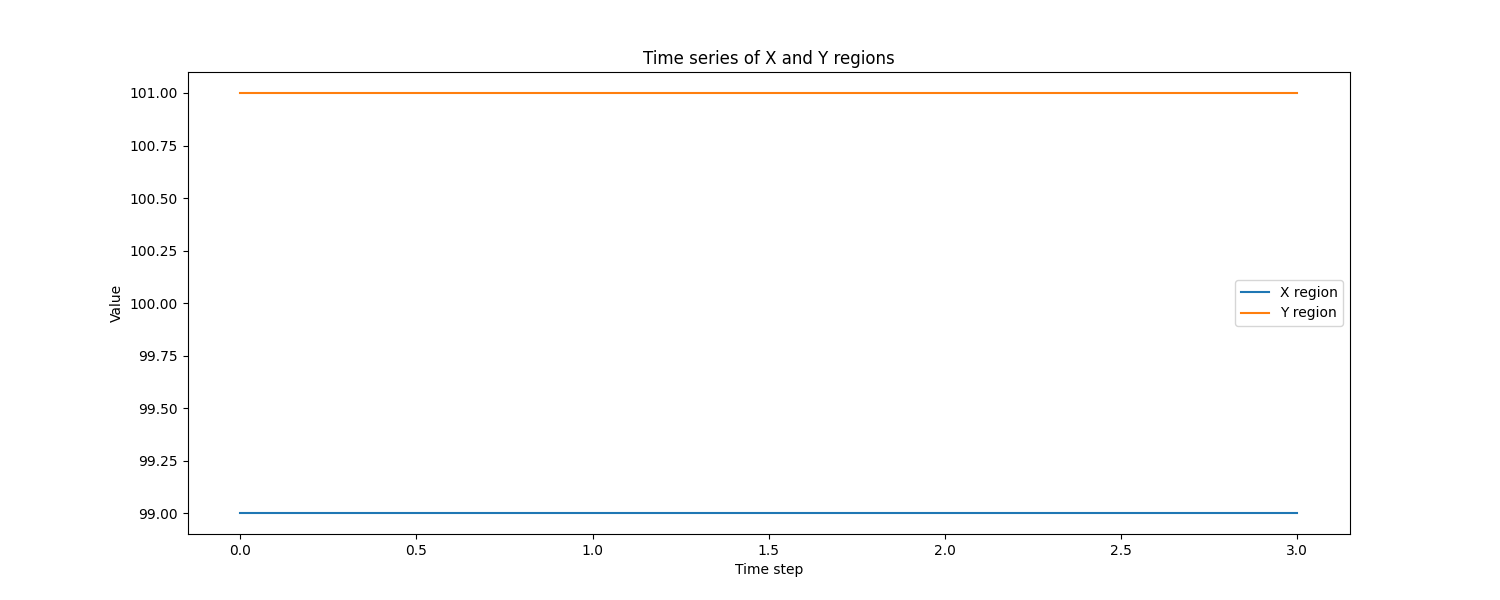 Time series of X and Y regions
101.00
100.75
100.50
100.25
100.00
99.75
99.50
99.25
99.00
Value
X region
Y region
0.0 0.5 1.0 1.5 2.0 2.5 3.0
Time step